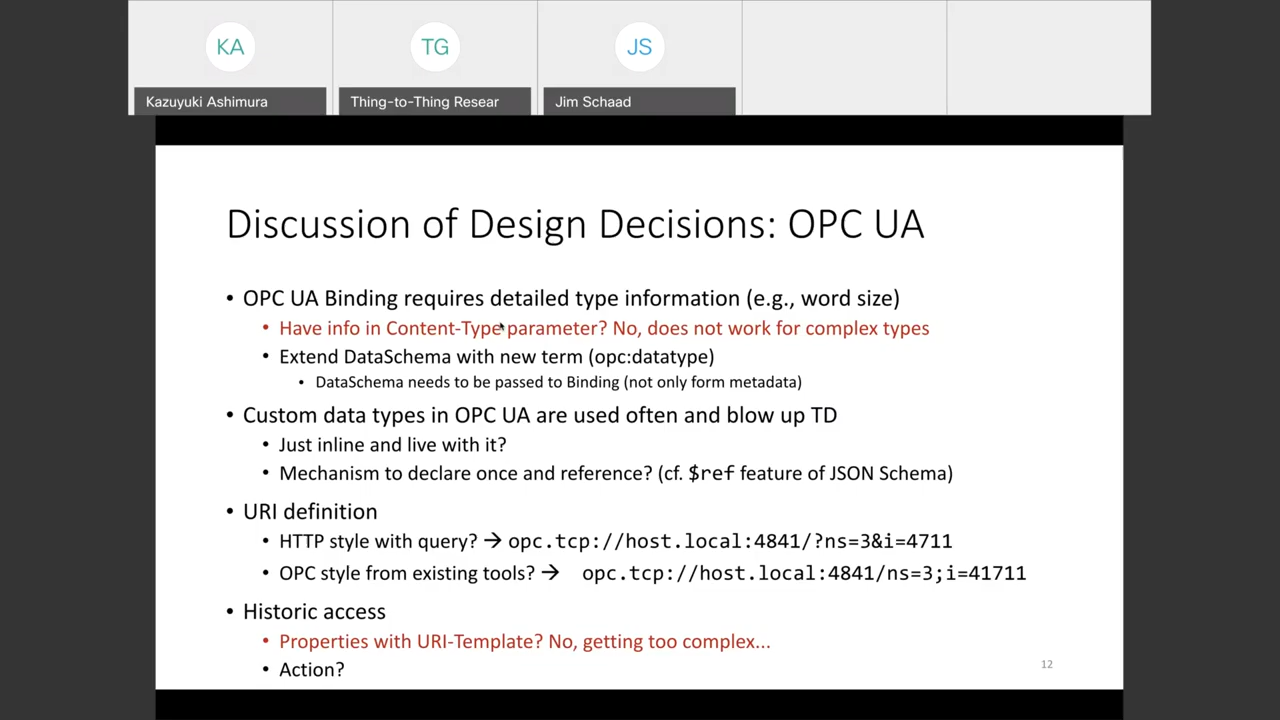 KA
TG
JS
Kazuyuki Ashimura
Thing-to-Thing Resear
Jim Schaad
Discussion of Design Decisions: OPC UA
• OPC UA Binding requires detailed type information (e.g., word size)
• Have info in Content-Type parameter? No, does not work for complex types
• Extend DataSchema with new term (opc:datatype)
• DataSchema needs to be passed to Binding (not only form metadata)
• Custom data types in OPC UA are used often and blow up TD
• Just inline and live with it?
• Mechanism to declare once and reference? (cf. $ref feature of JSON Schema)
• URI definition
• HTTP style with query? → opc.tcp://host.local:4841/?ns=3&i=4711
• OPC style from existing tools? → opc.tcp://host.local:4841/ns=3;i=41711
• Historic access
• Properties with URI-Template? No, getting too complex...
• Action?
12